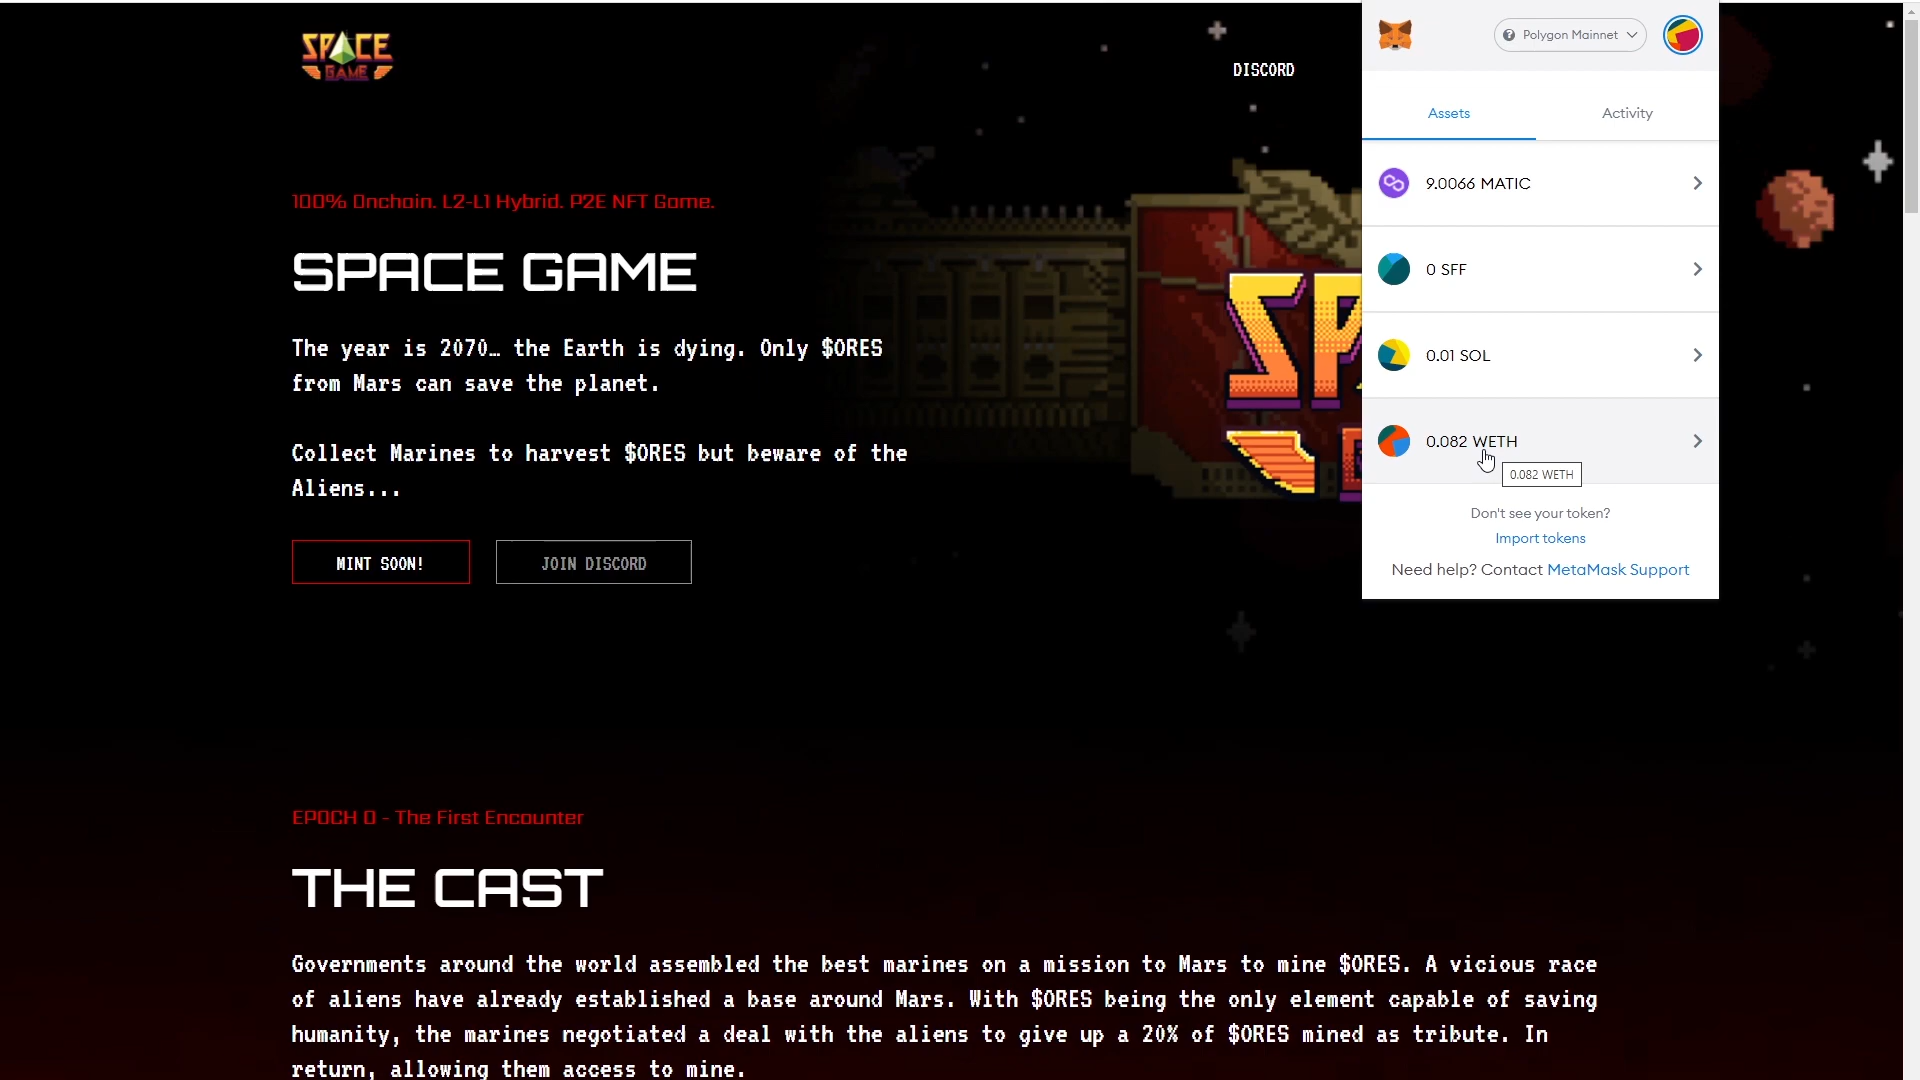 SPACE
GAME
DISCORD
100% Onchain. L2-L1 Hybrid. P2E NFT Game.
SPACE GAME
The year is 2070… the Earth is dying. Only $ORES
from Mars can save the planet.
Collect Marines to harvest $ORES but beware of the
Aliens...
MINT SOON!
JOIN DISCORD
SP
Polygon Mainnet
Assets
Activity
9.0066 MATIC
0 SFF
0.01 SOL
0.082 WETH
0.082 WETH
Don't see your token?
Import tokens
Need help? Contact MetaMask Support
EPOCH 0 - The First Encounter
THE CAST
Governments around the world assembled the best marines on a mission to Mars to mine $ORES. A vicious race
of aliens have already established a base around Mars. With $ORES being the only element capable of saving
humanity, the marines negotiated a deal with the aliens to give up a 20% of $ORES mined as tribute. In
return, allowing them access to mine.